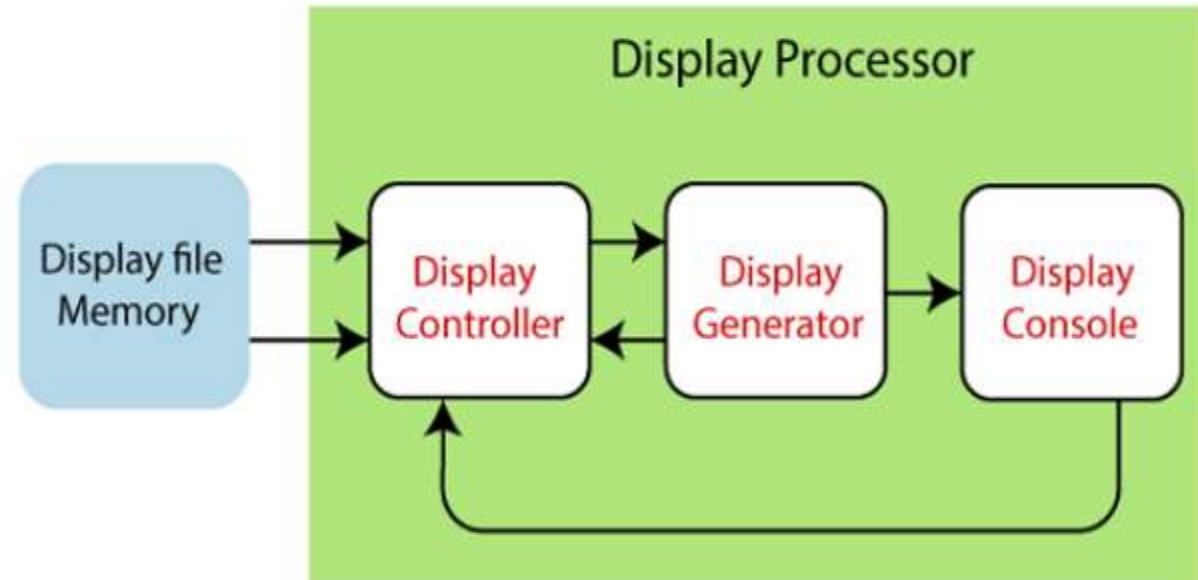 Display Processor
Display file
Memory
Display
Controller
Display
Generator
Display
Console